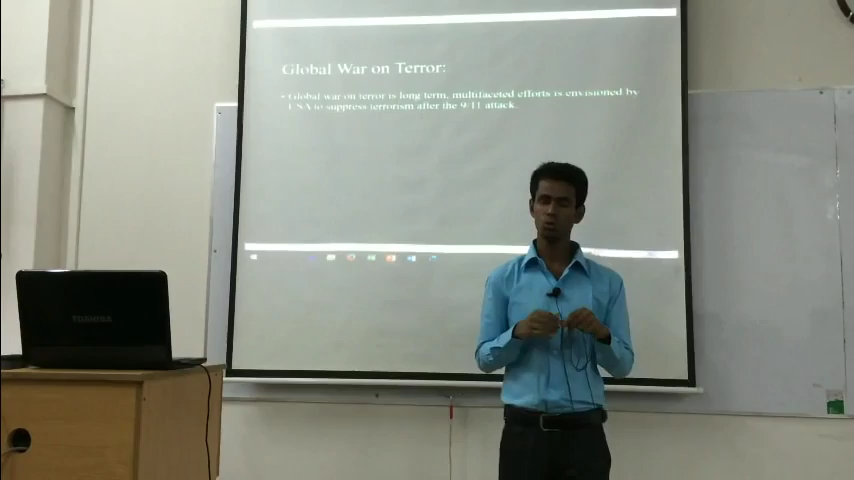 Global War on Terror:
• Global war on terror is long term, multifaceted efforts is envisioned by
USA to suppress terrorism after the 9/11 attack.
TOSHIBA